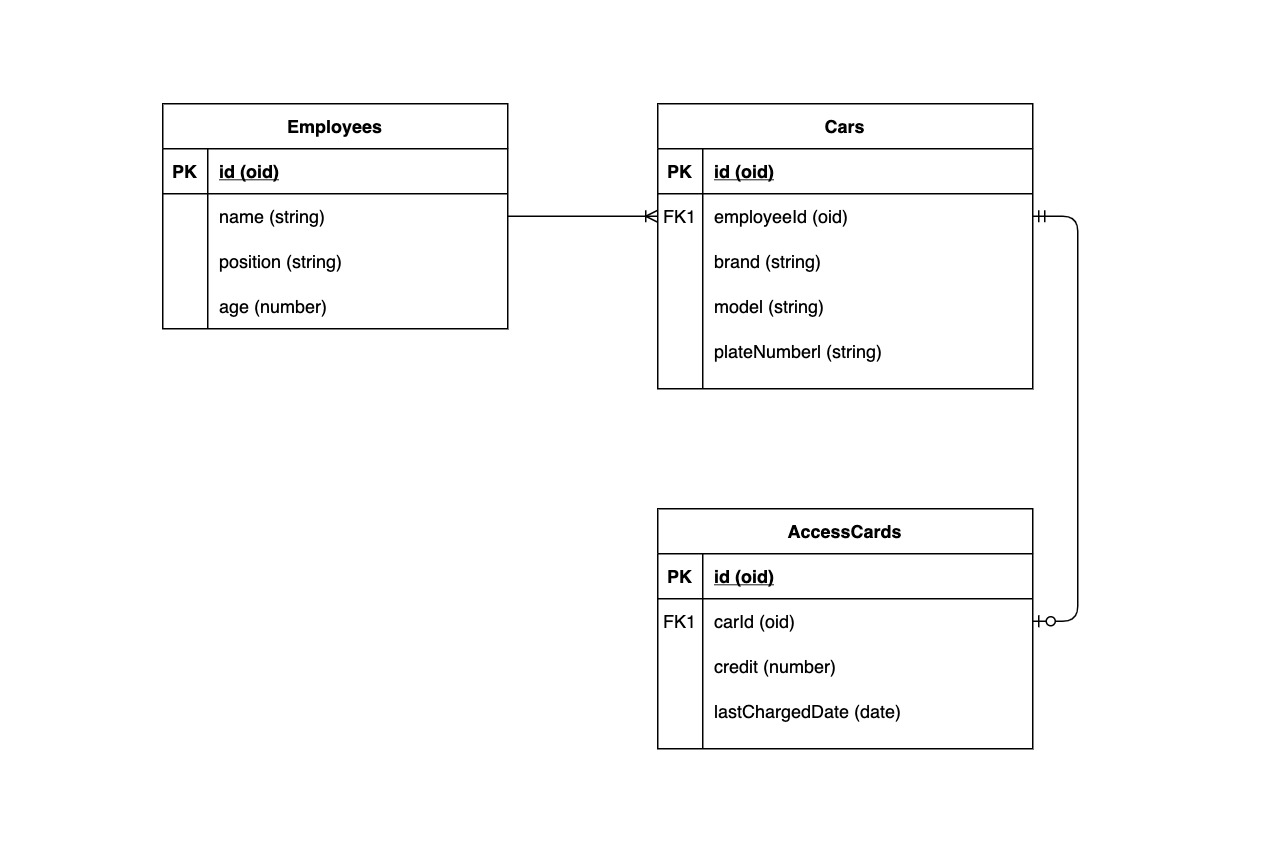 Employees
PK id (oid)
name (string)
position (string)
age (number)
Cars
PK id (oid)
FK1 employeeId (oid)
brand (string)
model (string)
plateNumberl (string)
AccessCards
PK id (oid)
FK1 carId (oid)
credit (number)
lastChargedDate (date)